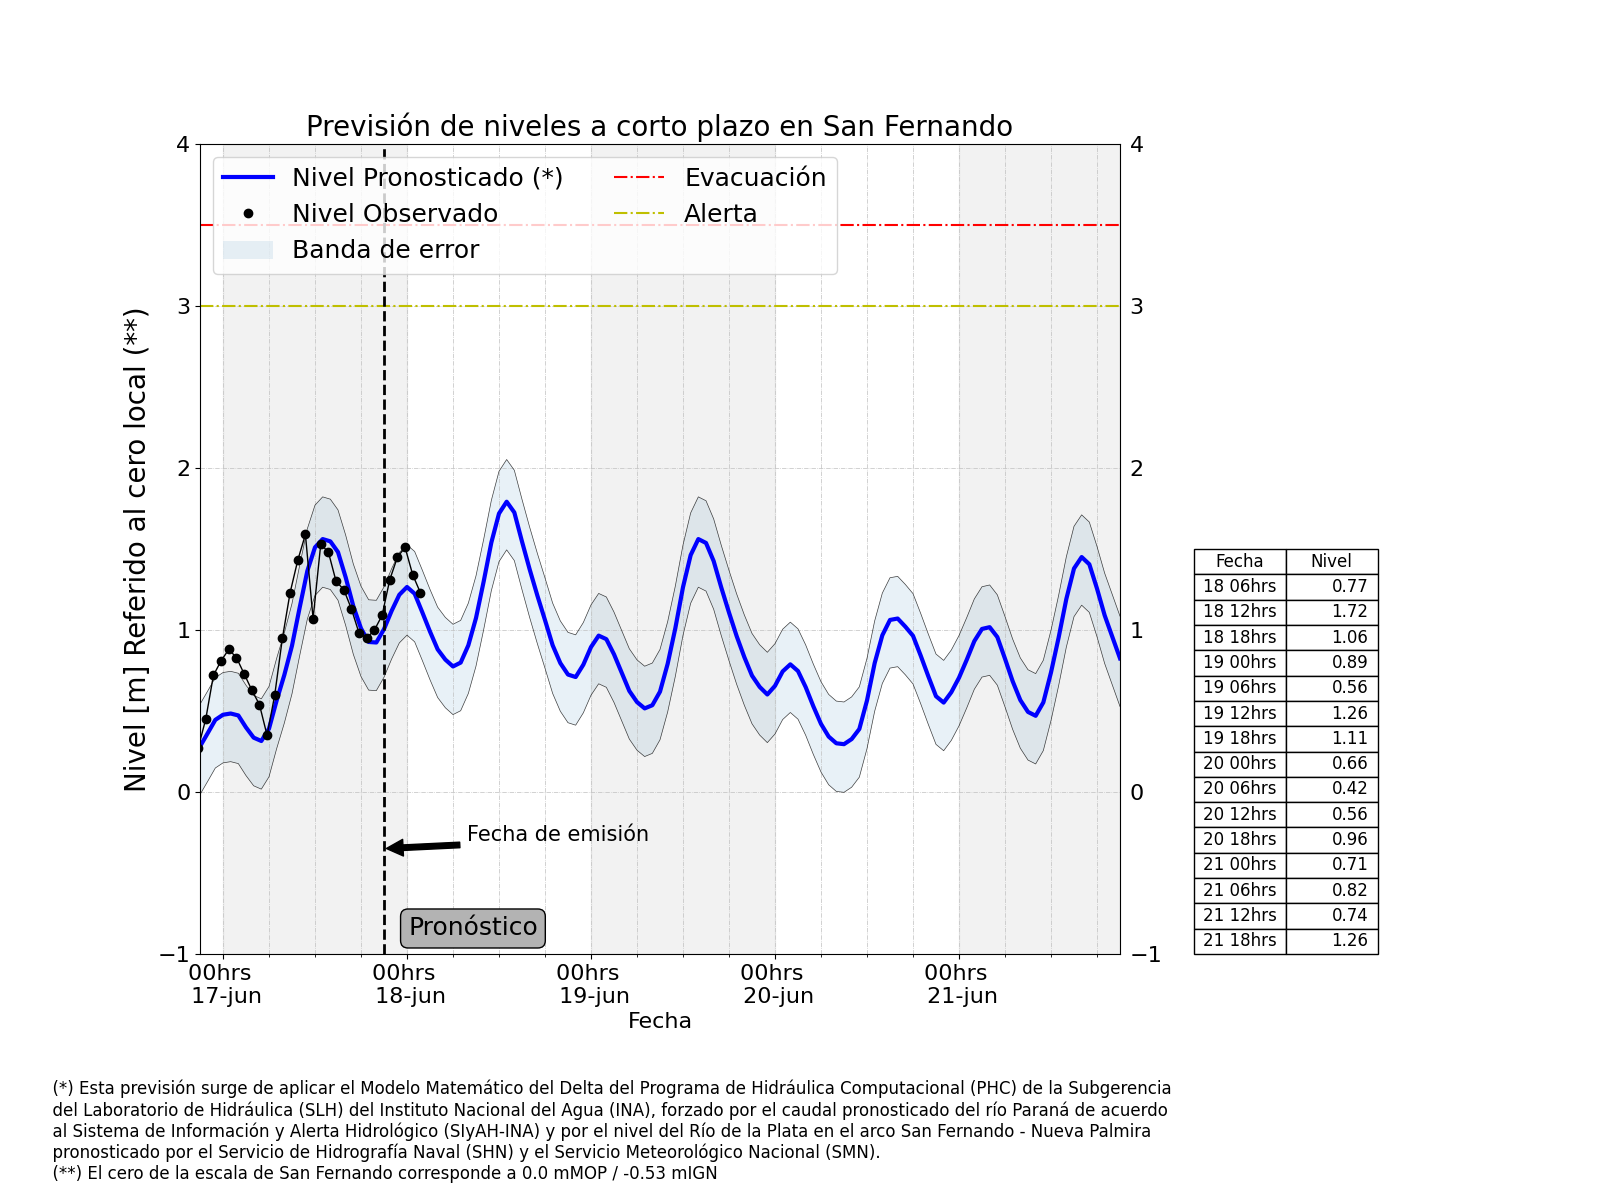 Previsión de niveles a corto plazo en San Fernando
4
4
Nivel Pronosticado (*)
Nivel Observado
Banda de error
Evacuación
Alerta
3
3
2
2
1
1
0
0
−1
−1
Nivel [m] Referido al cero local (**)
Fecha de emisión
Pronóstico
00hrs
17-jun
00hrs
18-jun
00hrs
19-jun
00hrs
20-jun
00hrs
21-jun
Fecha
Fecha Nivel
18 06hrs 0.77
18 12hrs 1.72
18 18hrs 1.06
19 00hrs 0.89
19 06hrs 0.56
19 12hrs 1.26
19 18hrs 1.11
20 00hrs 0.66
20 06hrs 0.42
20 12hrs 0.56
20 18hrs 0.96
21 00hrs 0.71
21 06hrs 0.82
21 12hrs 0.74
21 18hrs 1.26
(*) Esta previsión surge de aplicar el Modelo Matemático del Delta del Programa de Hidráulica Computacional (PHC) de la Subgerencia
del Laboratorio de Hidráulica (SLH) del Instituto Nacional del Agua (INA), forzado por el caudal pronosticado del río Paraná de acuerdo
al Sistema de Información y Alerta Hidrológico (SIyAH-INA) y por el nivel del Río de la Plata en el arco San Fernando - Nueva Palmira
pronosticado por el Servicio de Hidrografía Naval (SHN) y el Servicio Meteorológico Nacional (SMN).
(**) El cero de la escala de San Fernando corresponde a 0.0 mMOP / -0.53 mIGN